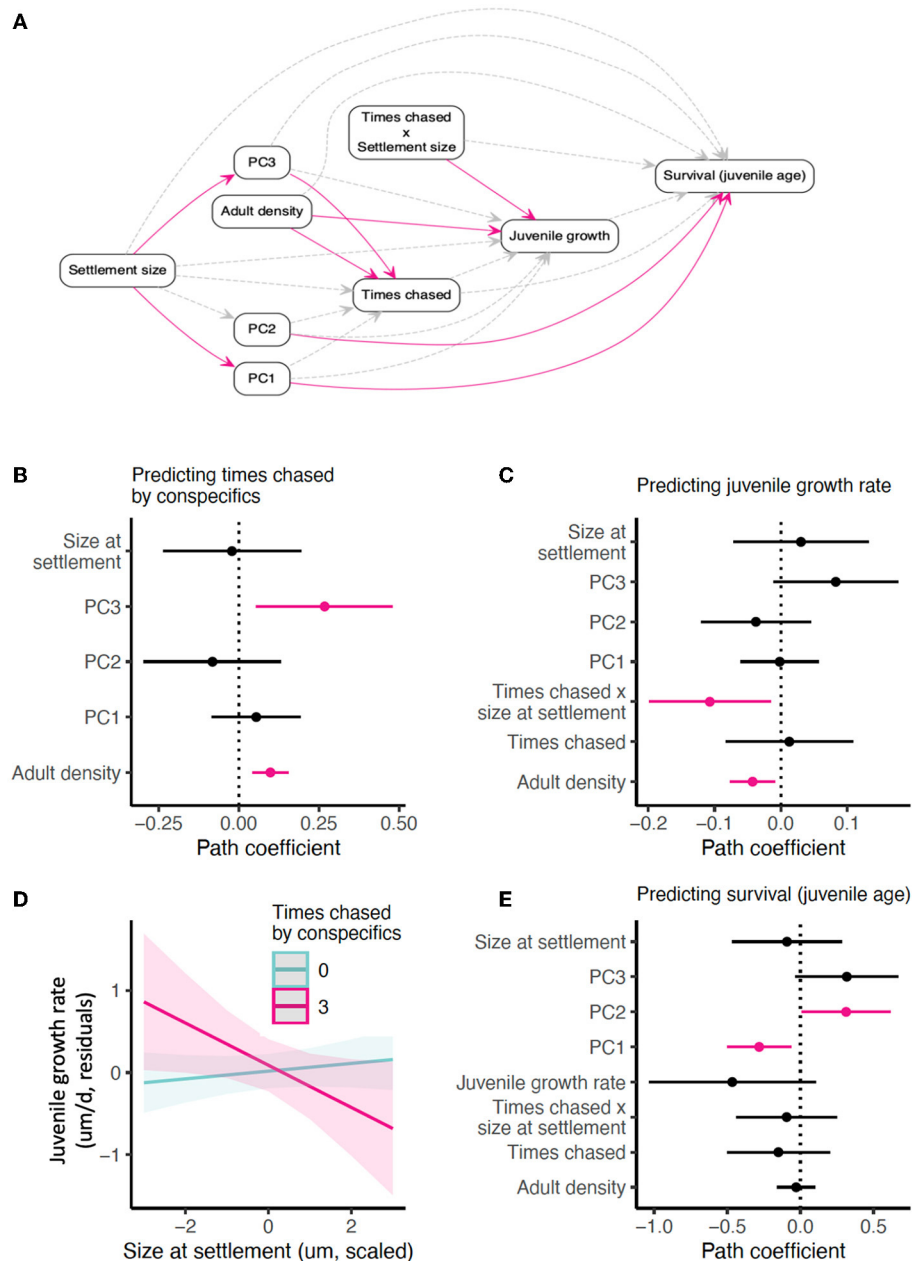 A
Times chased
x
Settlement size
PC3
Survival (juvenile age)
Adult density
Juvenile growth
Settlement size
Times chased
PC2
PC1
B
Predicting times chased
by conspecifics
Size at
settlement
PC3
PC2
PC1
Adult density
−0.25
0.00
0.25
0.50
Path coefficient
C
Predicting juvenile growth rate
Size at
settlement
PC3
PC2
PC1
Times chased x
size at settlement
Times chased
Adult density
−0.2
−0.1
0.0
0.1
Path coefficient
D
Times chased
by conspecifics
0
3
Juvenile growth rate
(um/d, residuals)
1
0
−1
−2
0
2
Size at settlement (um, scaled)
E
Predicting survival (juvenile age)
Size at settlement
PC3
PC2
PC1
Juvenile growth rate
Times chased x
size at settlement
Times chased
Adult density
−1.0
−0.5
0.0
0.5
Path coefficient